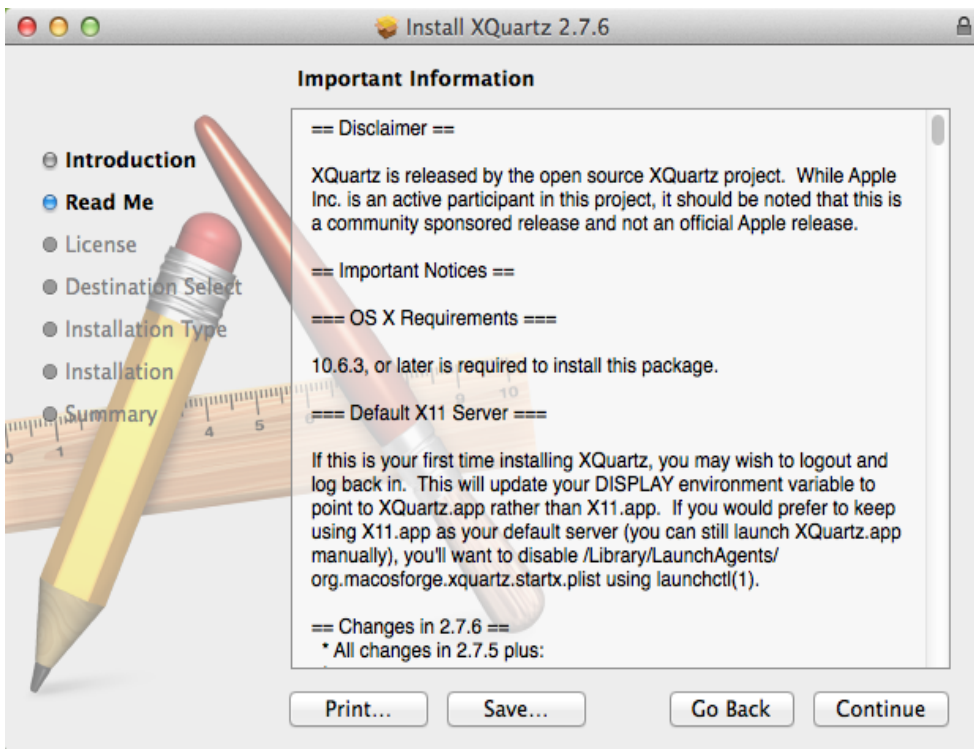 Install XQuartz 2.7.6
Important Information
Introduction
Read Me
License
Destination Select
Installation Type
Installation
Summary
== Disclaimer ==
XQuartz is released by the open source XQuartz project.  While Apple
Inc. is an active participant in this project, it should be noted that this is
a community sponsored release and not an official Apple release.
== Important Notices ==
=== OS X Requirements ===
10.6.3, or later is required to install this package.
=== Default X11 Server ===
If this is your first time installing XQuartz, you may wish to logout and
log back in.  This will update your DISPLAY environment variable to
point to XQuartz.app rather than X11.app.  If you would prefer to keep
using X11.app as your default server (you can still launch XQuartz.app
manually), you'll want to disable /Library/LaunchAgents/
org.macosforge.xquartz.startx.plist using launchctl(1).
== Changes in 2.7.6 ==
* All changes in 2.7.5 plus:
0 1 4 5 9 10
Print... Save... Go Back Continue